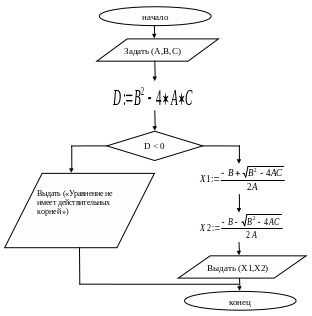 начало
Задать (A,B,C)
D := B² - 4*A*C
D < 0
Выдать («Уравнение не
имеет действительных
корней»)
X1:= (- B + √(B² - 4AC)) / 2A
X2:= (- B - √(B² - 4AC)) / 2A
Выдать (X1,X2)
конец